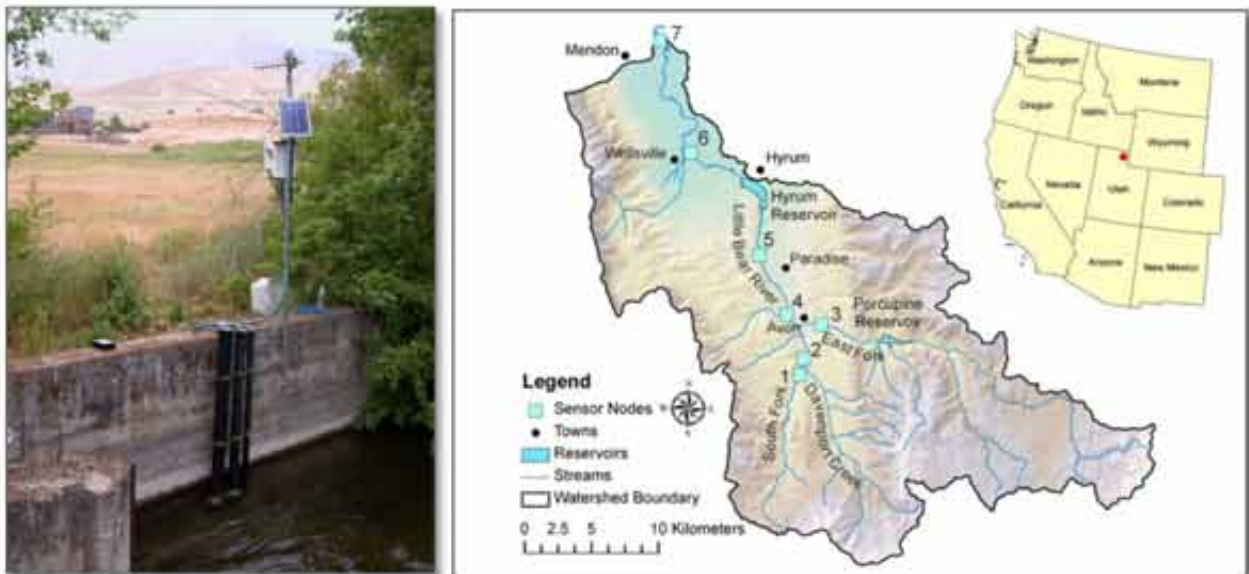 7
Mendon
6
Wellsville
Hyrum
Hyrum
Reservoir
Little Bear River
5
Paradise
4
Avon
3
Porcupine
Reservoir
East Fork
2
1
South Fork
Davenport Creek
Legend
Sensor Nodes
Towns
Reservoirs
Streams
Watershed Boundary
0 2.5 5 10 Kilometers
Washington
Montana
Oregon
Idaho
Wyoming
Nevada
Utah
California
Colorado
Arizona
New Mexico